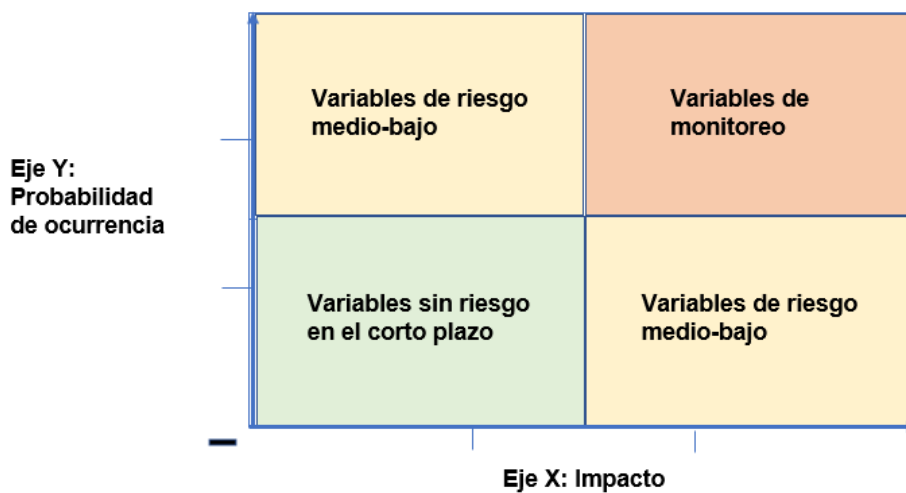 Variables de riesgo
medio-bajo
Variables de
monitoreo
Eje Y:
Probabilidad
de ocurrencia
Variables sin riesgo
en el corto plazo
Variables de riesgo
medio-bajo
Eje X: Impacto